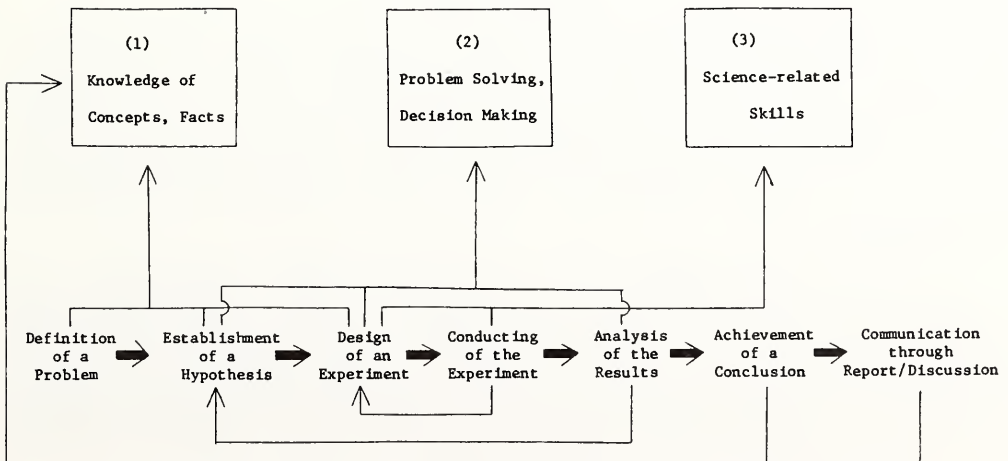 (1)
Knowledge of
Concepts, Facts
(2)
Problem Solving,
Decision Making
(3)
Science-related
Skills
Definition
of a
Problem
Establishment
of a
Hypothesis
Design
of an
Experiment
Conducting
of the
Experiment
Analysis
of the
Results
Achievement
of a
Conclusion
Communication
through
Report/Discussion